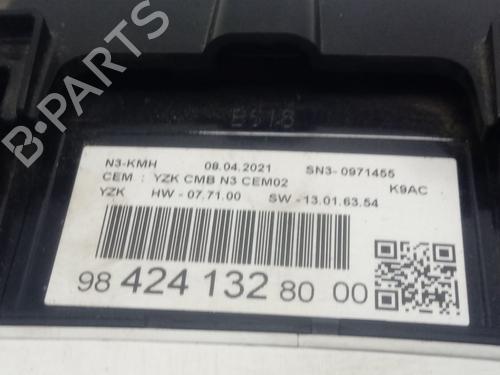 B-PARTS
B518
N3-KMH 08.04.2021 SN3-0971455
CEM. : YZK CMB N3 CEM02 K9AC
YZK HW -07.71.00 SW -13.01.63.54
98 424 132 80 00